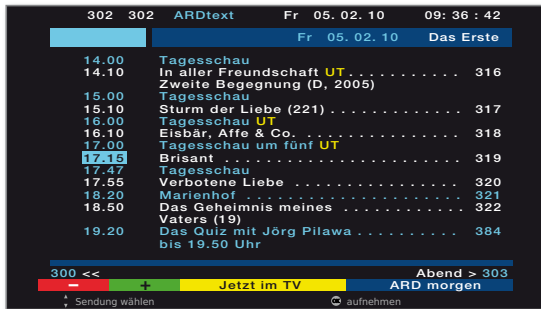 302 302 ARDtext Fr 05. 02. 10 09: 36 : 42
Fr 05. 02. 10 Das Erste
14.00 Tagesschau
14.10 In aller Freundschaft UT . . . . . . . . . . . 316
Zweite Begegnung (D, 2005)
15.00 Tagesschau
15.10 Sturm der Liebe (221) . . . . . . . . . . . . . 317
16.00 Tagesschau UT
16.10 Eisbär, Affe & Co. . . . . . . . . . . . . . . . 318
17.00 Tagesschau um fünf UT
17.15 Brisant . . . . . . . . . . . . . . . . . . . . . . . 319
17.47 Tagesschau
17.55 Verbotene Liebe . . . . . . . . . . . . . . . . 320
18.20 Marienhof . . . . . . . . . . . . . . . . . . . . . 321
18.50 Das Geheimnis meines . . . . . . . . . . . 322
Vaters (19)
19.20 Das Quiz mit Jörg Pilawa . . . . . . . . . . 384
bis 19.50 Uhr
300 << Abend > 303
− + Jetzt im TV ARD morgen
Sendung wählen aufnehmen